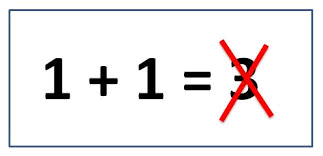 1 + 1 = 3